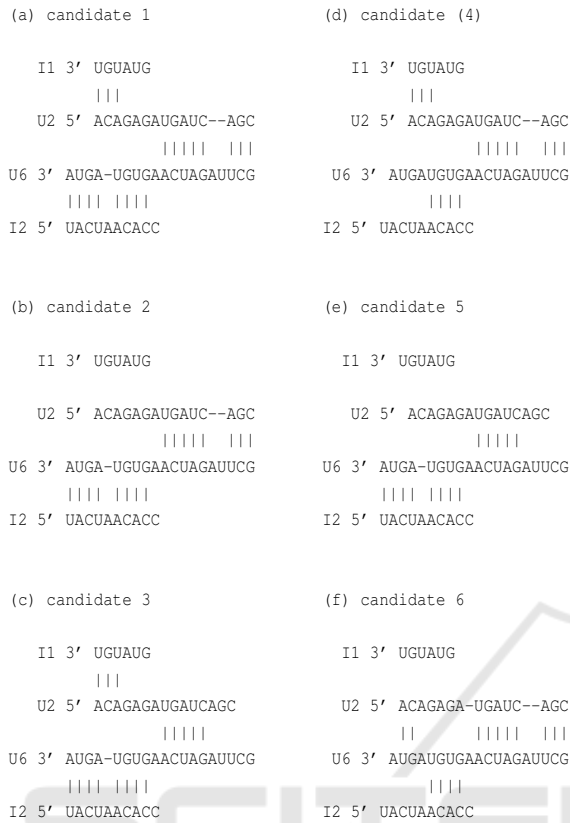 (a) candidate 1
I1 3′ UGUAUG
|||
U2 5′ ACAGAGAUGAUC--AGC
||||| |||
U6 3′ AUGA-UGUGAACUAGAUUCG
|||| ||||
I2 5′ UACUAACACC
(b) candidate 2
I1 3′ UGUAUG
U2 5′ ACAGAGAUGAUC--AGC
||||| |||
U6 3′ AUGA-UGUGAACUAGAUUCG
|||| ||||
I2 5′ UACUAACACC
(c) candidate 3
I1 3′ UGUAUG
|||
U2 5′ ACAGAGAUGAUCAGC
|||||
U6 3′ AUGA-UGUGAACUAGAUUCG
|||| ||||
I2 5′ UACUAACACC
(d) candidate (4)
I1 3′ UGUAUG
|||
U2 5′ ACAGAGAUGAUC--AGC
||||| |||
U6 3′ AUGAUGUGAACUAGAUUCG
||||
I2 5′ UACUAACACC
(e) candidate 5
I1 3′ UGUAUG
U2 5′ ACAGAGAUGAUCAGC
|||||
U6 3′ AUGA-UGUGAACUAGAUUCG
|||| ||||
I2 5′ UACUAACACC
(f) candidate 6
I1 3′ UGUAUG
U2 5′ ACAGAGA-UGAUC--AGC
|| ||||| |||
U6 3′ AUGAUGUGAACUAGAUUCG
||||
I2 5′ UACUAACACC